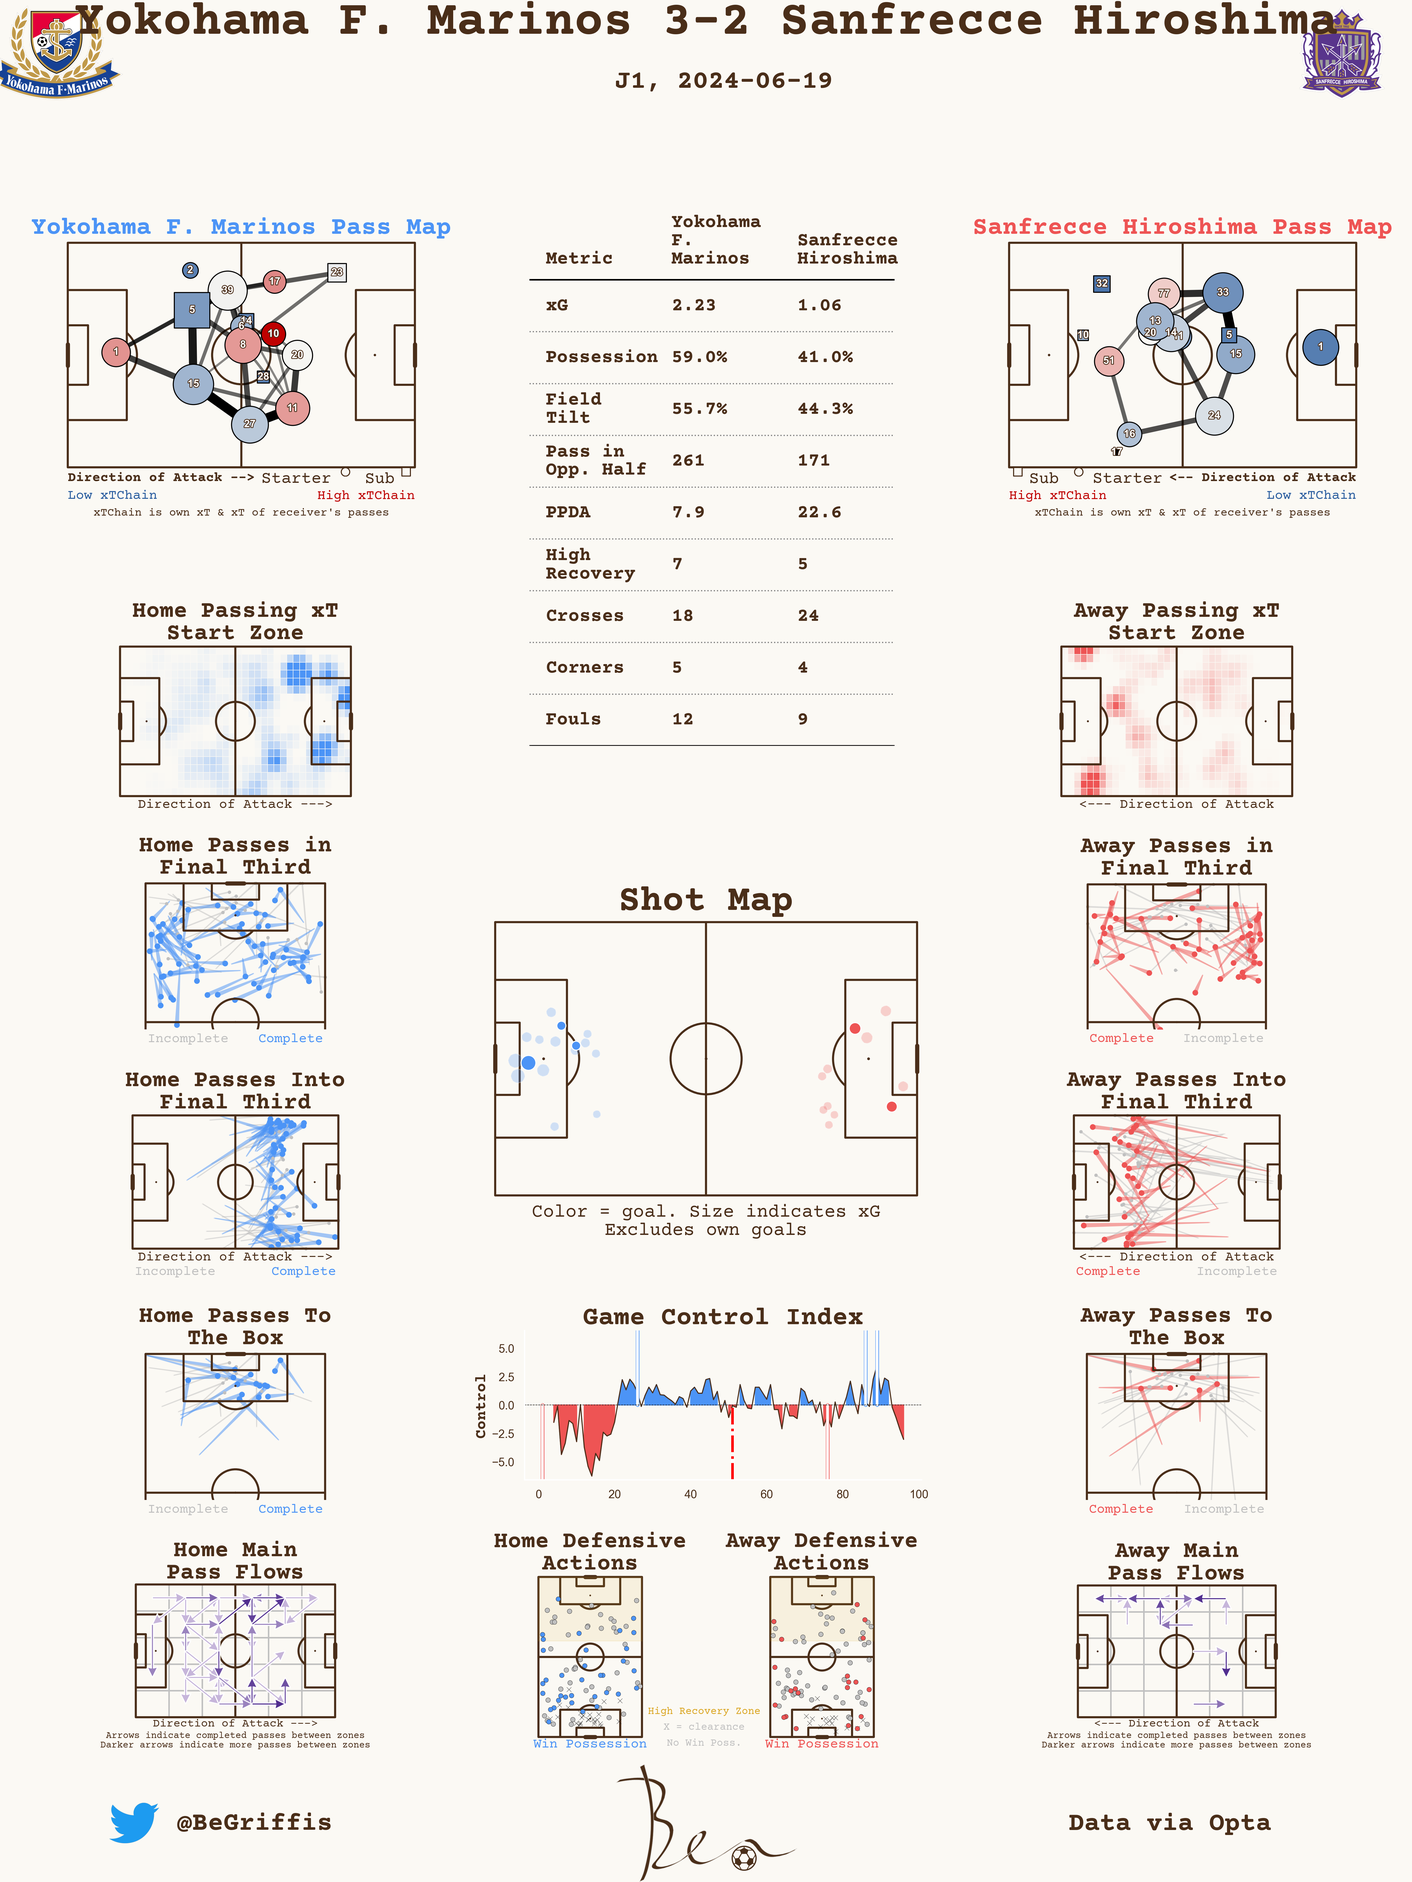 Yokohama F. Marinos 3-2 Sanfrecce Hiroshima
J1, 2024-06-19
Yokohama F·Marinos
SANFRECCE HIROSHIMA
Yokohama F. Marinos Pass Map
2
39
17
23
5
14
6
10
8
1
20
28
15
11
27
Direction of Attack --> Starter Sub
Low xTChain High xTChain
xTChain is own xT & xT of receiver's passes
Metric Yokohama F. Marinos Sanfrecce Hiroshima
xG 2.23 1.06
Possession 59.0% 41.0%
Field Tilt 55.7% 44.3%
Pass in Opp. Half 261 171
PPDA 7.9 22.6
High Recovery 7 5
Crosses 18 24
Corners 5 4
Fouls 12 9
Sanfrecce Hiroshima Pass Map
32
77
33
13
10
20
14
11
5
1
51
15
24
16
17
Sub Starter <-- Direction of Attack
High xTChain Low xTChain
xTChain is own xT & xT of receiver's passes
Home Passing xT
Start Zone
Direction of Attack --->
Away Passing xT
Start Zone
<--- Direction of Attack
Home Passes in
Final Third
Incomplete Complete
Away Passes in
Final Third
Complete Incomplete
Shot Map
Color = goal. Size indicates xG
Excludes own goals
Home Passes Into
Final Third
Direction of Attack --->
Incomplete Complete
Away Passes Into
Final Third
<--- Direction of Attack
Complete Incomplete
Home Passes To
The Box
Incomplete Complete
Game Control Index
Control
5.0
2.5
0.0
−2.5
−5.0
0 20 40 60 80 100
Away Passes To
The Box
Complete Incomplete
Home Main
Pass Flows
Direction of Attack --->
Arrows indicate completed passes between zones
Darker arrows indicate more passes between zones
Home Defensive
Actions
Win Possession
Away Defensive
Actions
Win Possession
High Recovery Zone
X = clearance
No Win Poss.
Away Main
Pass Flows
<--- Direction of Attack
Arrows indicate completed passes between zones
Darker arrows indicate more passes between zones
@BeGriffis
Ben
Data via Opta